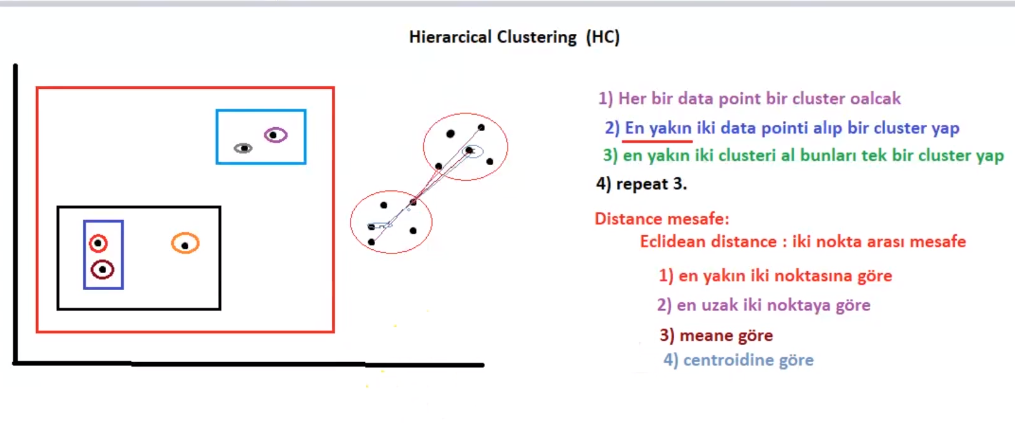 Hierarcical Clustering (HC)
1) Her bir data point bir cluster oalcak
2) En yakın iki data pointi alıp bir cluster yap
3) en yakın iki clusteri al bunları tek bir cluster yap
4) repeat 3.
Distance mesafe:
Eclidean distance : iki nokta arası mesafe
1) en yakın iki noktasına göre
2) en uzak iki noktaya göre
3) meane göre
4) centroidine göre